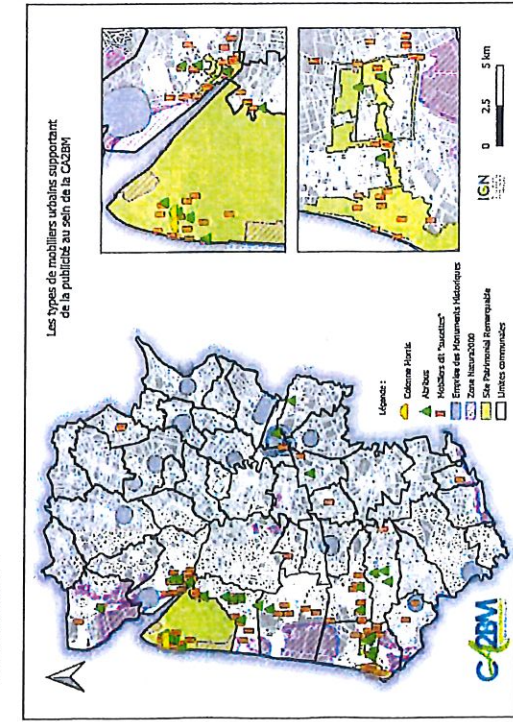 Les types de mobiliers urbains supportant
de la publicité au sein de la CA2BM
Légende :
Colonne Morris
Abribus
Mobiliers dit "sucettes"
Emprise des Monuments Historiques
Zone Natura2000
Site Patrimonial Remarquable
Limites communales
0 2.5 5 km
IGN
CA2BM